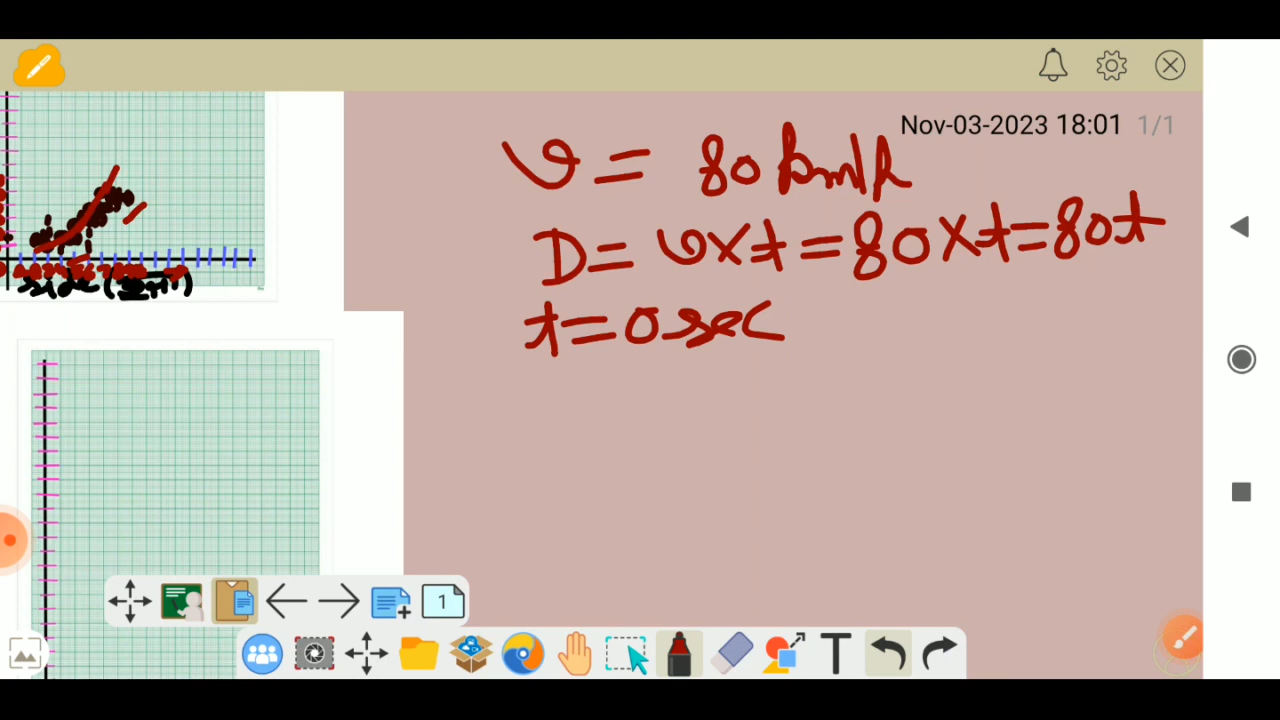 Nov-03-2023 18:01 1/1
v = 80 km/h
D = v×t = 80×t = 80t
t = 0 sec
1